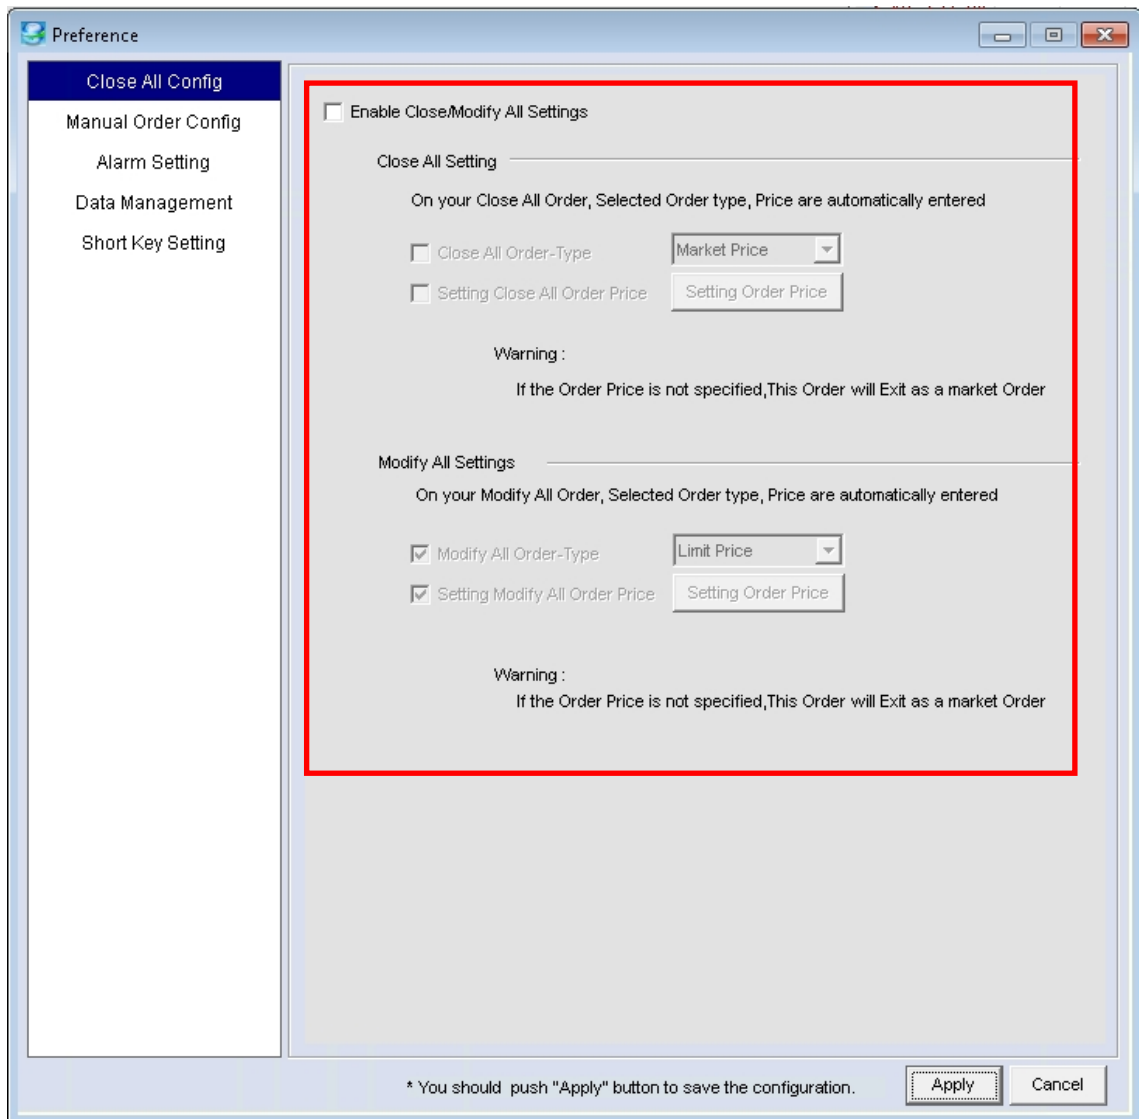 Preference
Close All Config
Manual Order Config
Alarm Setting
Data Management
Short Key Setting
Enable Close/Modify All Settings
Close All Setting
On your Close All Order, Selected Order type, Price are automatically entered
Close All Order-Type Market Price
Setting Close All Order Price Setting Order Price
Warning :
If the Order Price is not specified,This Order will Exit as a market Order
Modify All Settings
On your Modify All Order, Selected Order type, Price are automatically entered
Modify All Order-Type Limit Price
Setting Modify All Order Price Setting Order Price
Warning :
If the Order Price is not specified,This Order will Exit as a market Order
* You should push "Apply" button to save the configuration. Apply Cancel